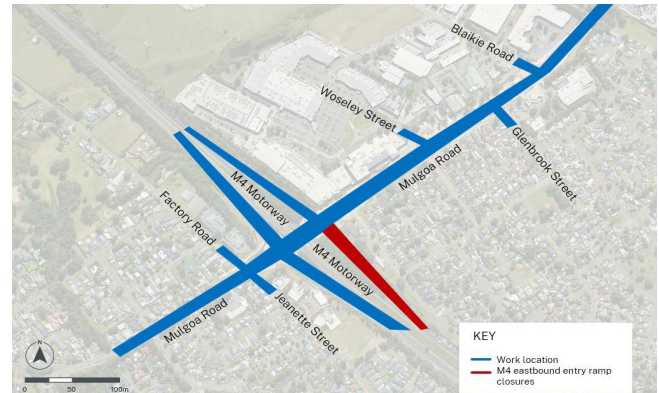 Blaikie Road
Woseley Street
Glenbrook Street
Mulgoa Road
M4 Motorway
Factory Road
M4 Motorway
Jeanette Street
Mulgoa Road
N
0 50 100m
KEY
Work location
M4 eastbound entry ramp
closures